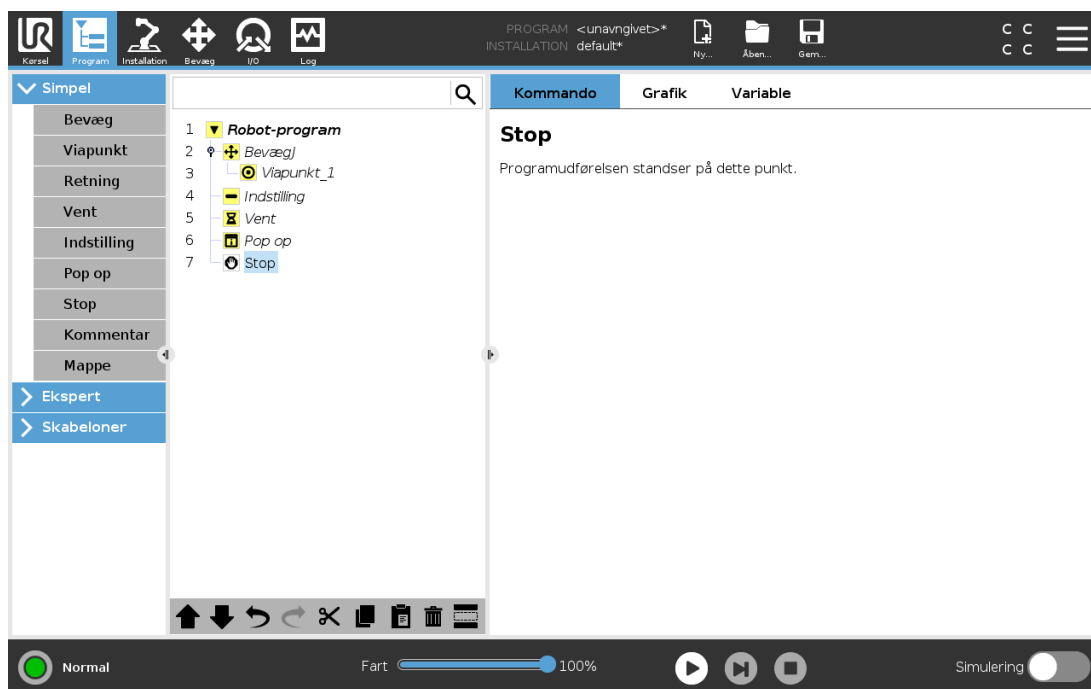 PROGRAM <unavngivet>*
INSTALLATION default*
UR
Kørsel
Program
Installation
Bevæg
I/O
Log
Ny...
Åben...
Gem...
C C
C C
Simpel
Bevæg
Viapunkt
Retning
Vent
Indstilling
Pop op
Stop
Kommentar
Mappe
Ekspert
Skabeloner
1 Robot-program
2 BevægJ
3 Viapunkt_1
4 Indstilling
5 Vent
6 Pop op
7 Stop
Kommando
Grafik
Variable
Stop
Programudførelsen standser på dette punkt.
Normal
Fart 100%
Simulering